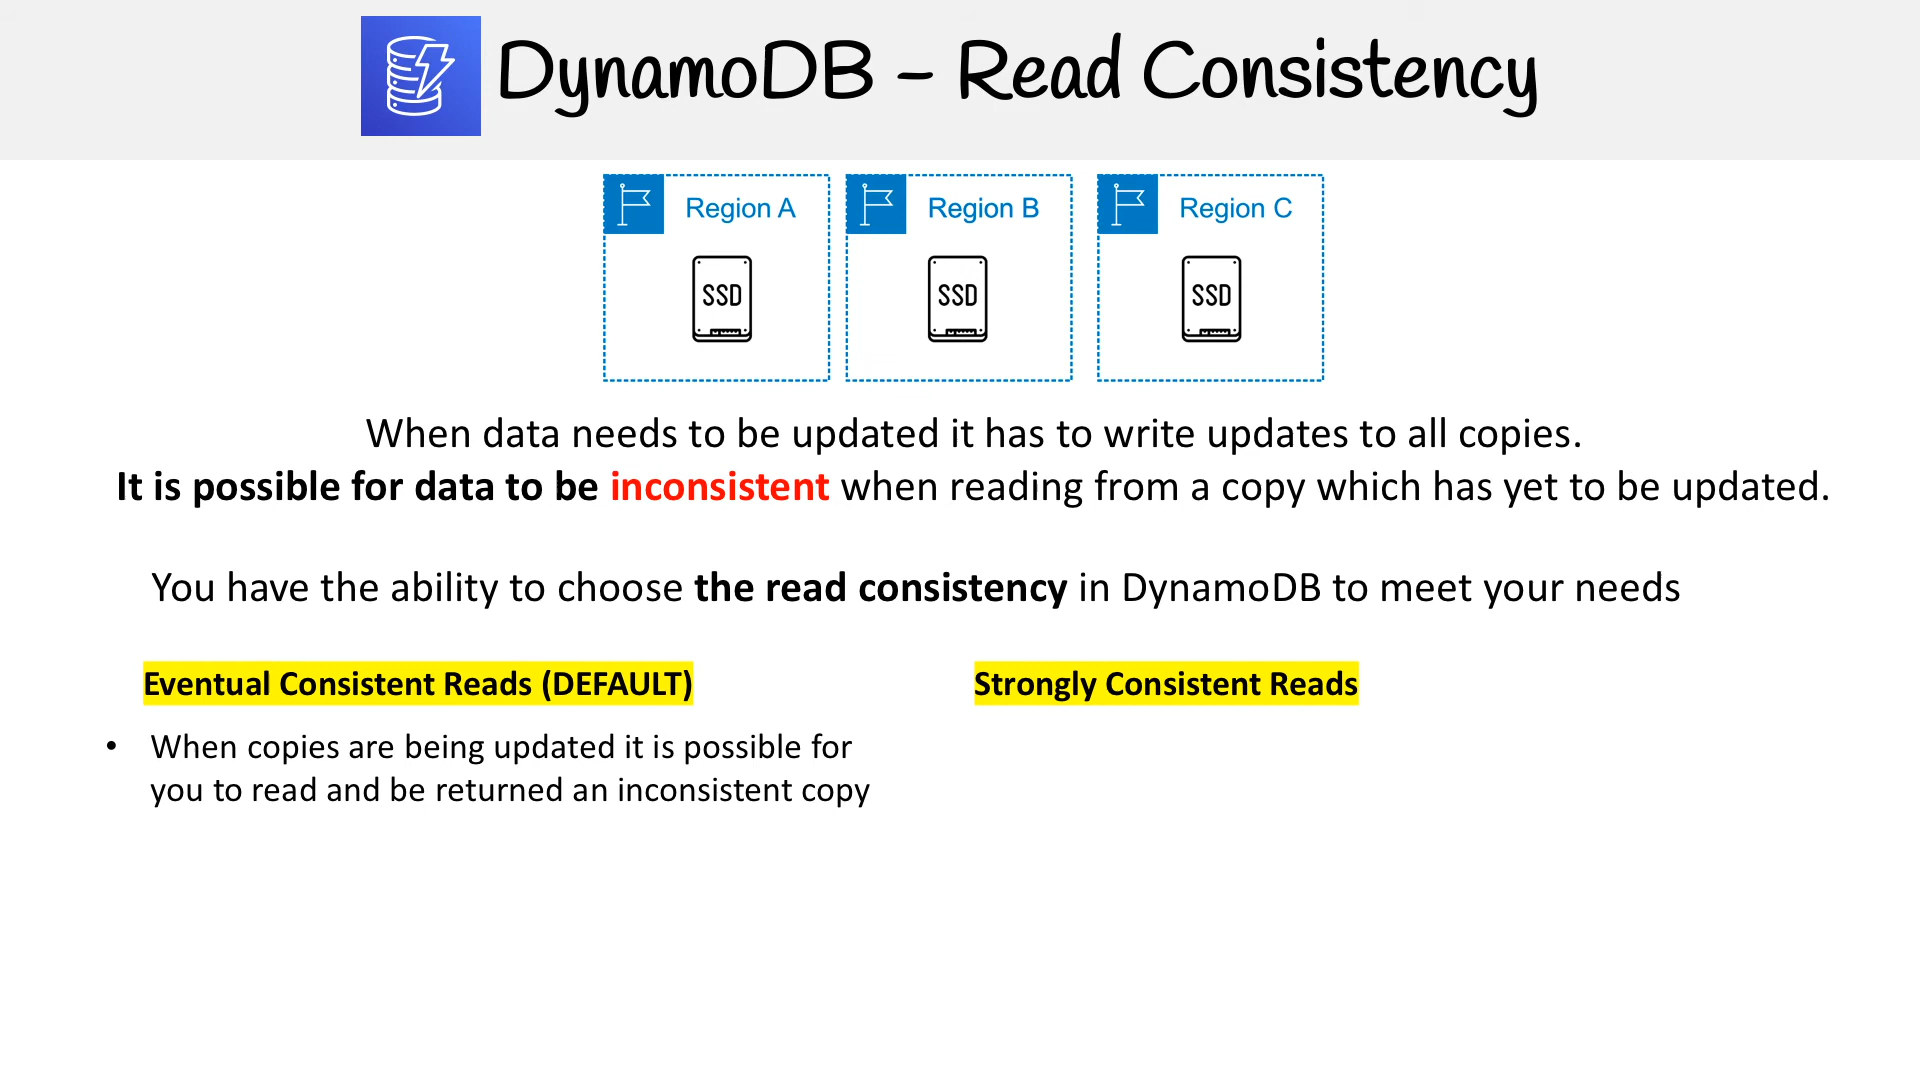 DynamoDB – Read Consistency
Region A
Region B
Region C
SSD
SSD
SSD
When data needs to be updated it has to write updates to all copies.
It is possible for data to be inconsistent when reading from a copy which has yet to be updated.
You have the ability to choose the read consistency in DynamoDB to meet your needs
Eventual Consistent Reads (DEFAULT)
• When copies are being updated it is possible for
you to read and be returned an inconsistent copy
Strongly Consistent Reads